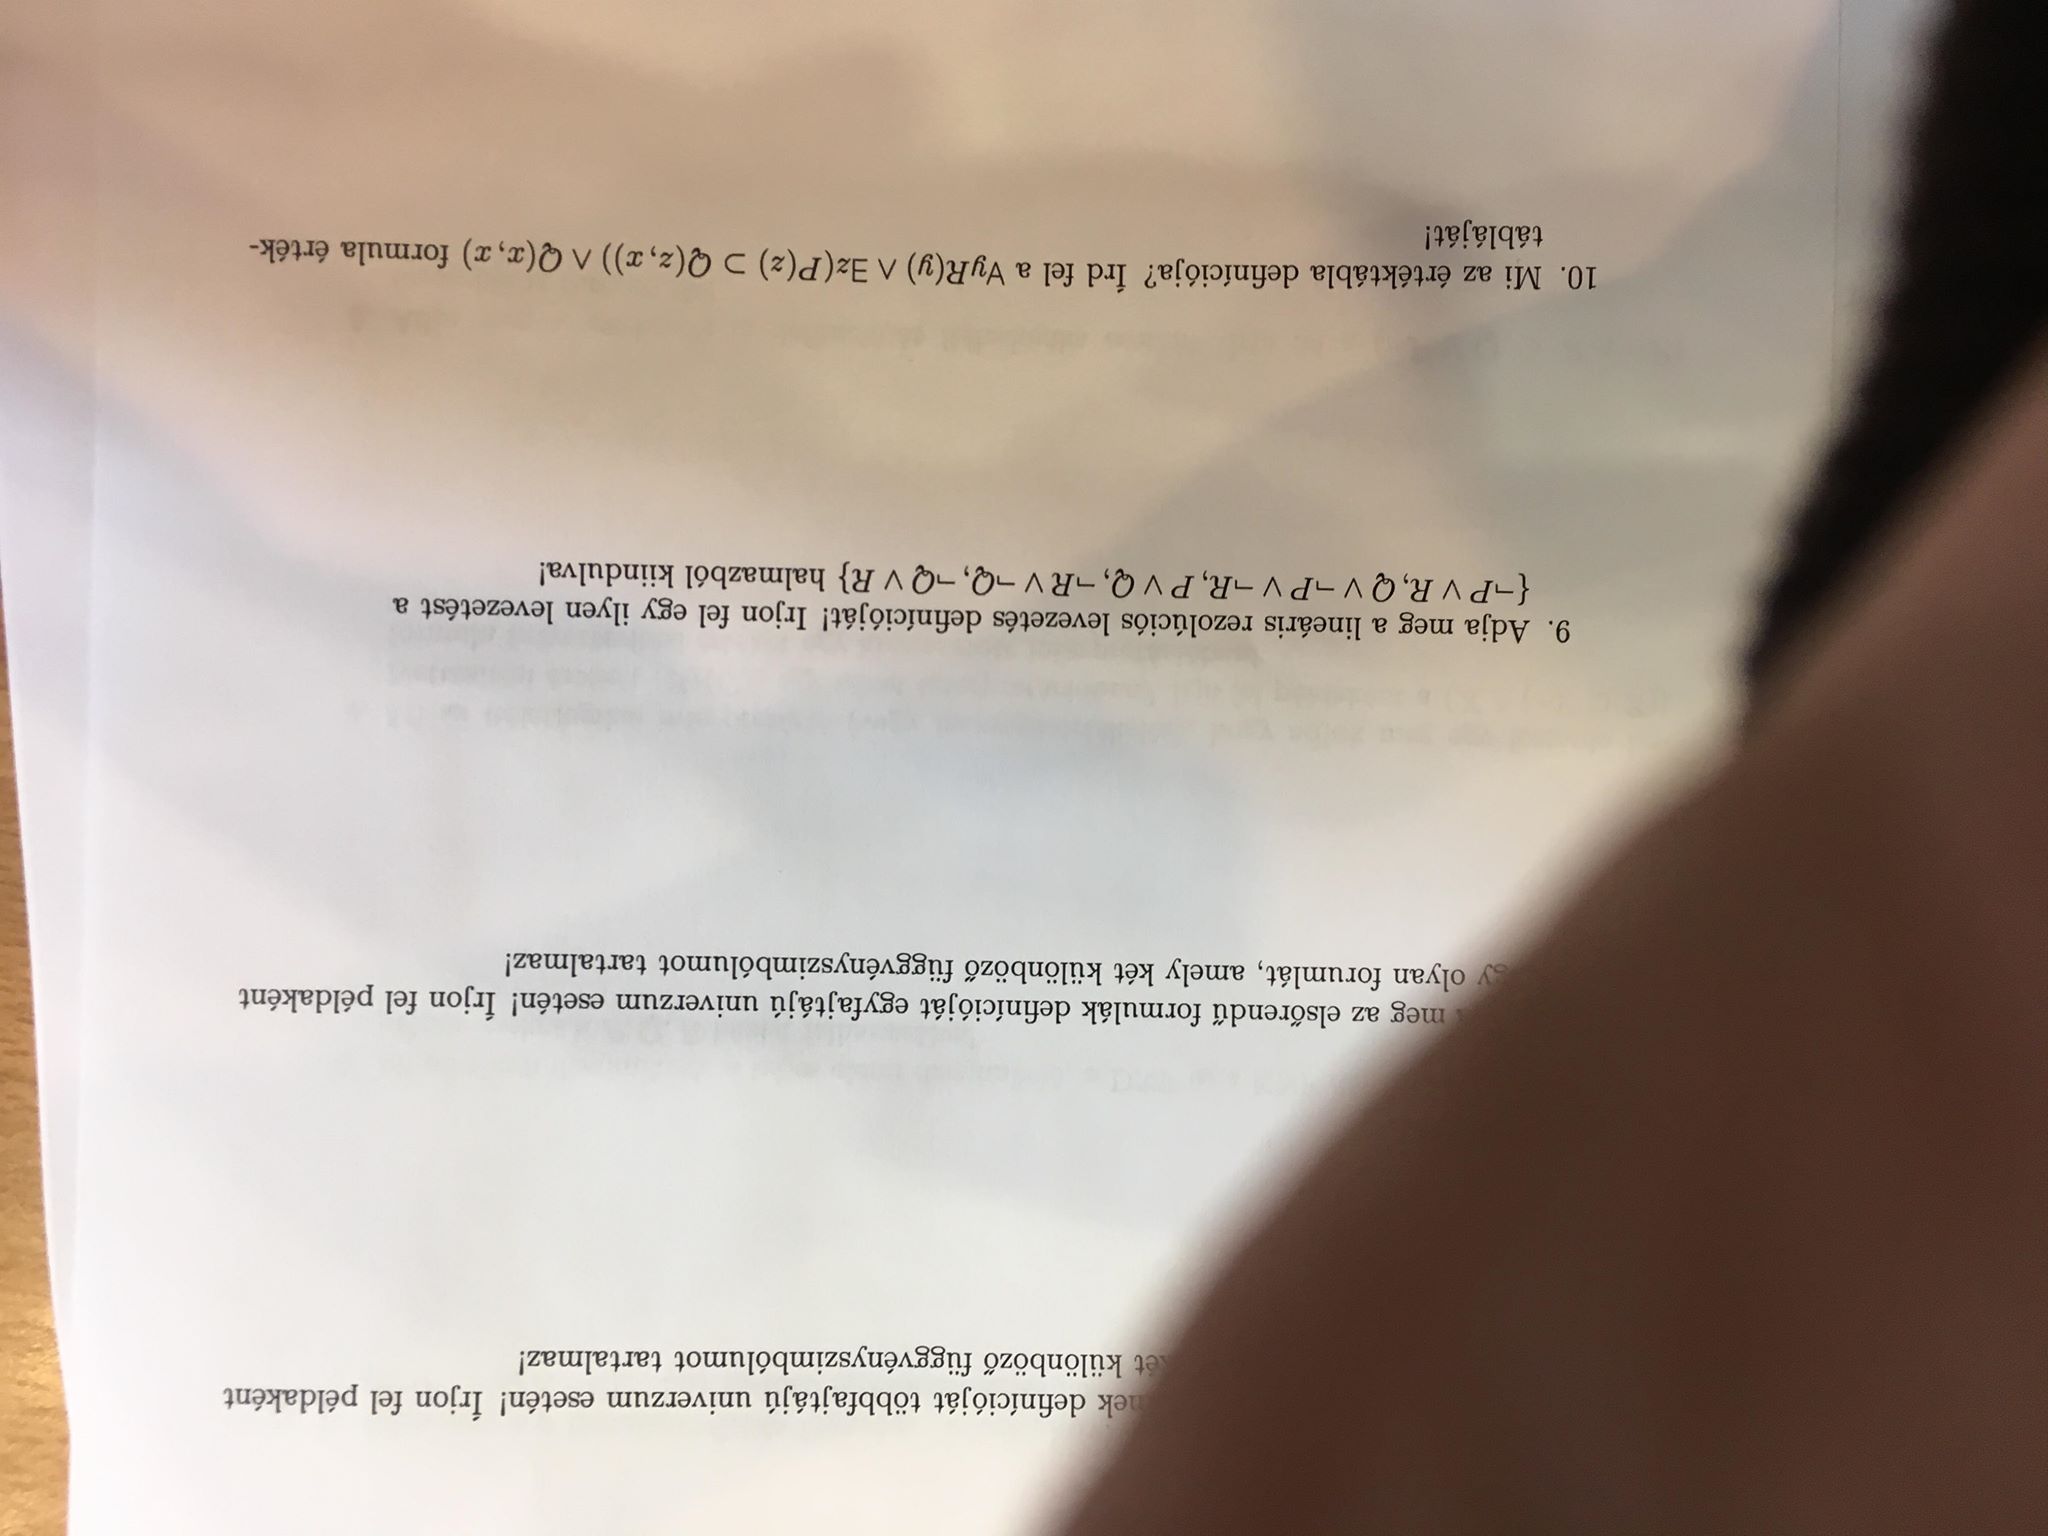 definícióját többfajtájú univerzum esetén! Írjon fel példaként
két különböző függvényszimbólumot tartalmaz!
meg az elsőrendű formulák definícióját egyfajtájú univerzum esetén! Írjon fel példaként
olyan forumlát, amely két különböző függvényszimbólumot tartalmaz!
9. Adja meg a lineáris rezolúciós levezetés definícióját! Irjon fel egy ilyen levezetést a
{¬P ∨ R, Q ∨ ¬P ∨ ¬R, P ∨ Q, ¬R ∨ ¬Q, ¬Q ∨ R} halmazból kiindulva!
10. Mi az értéktábla definíciója? Írd fel a ∀yR(y) ∧ ∃z(P(z) ⊃ Q(z, x)) ∧ Q(x, x) formula érték-
tábláját!